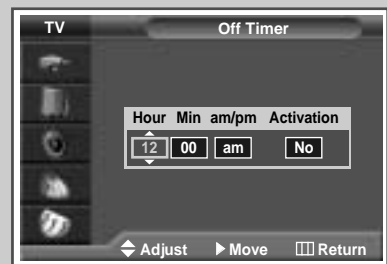 TV Off Timer
Hour Min am/pm Activation
12 00 am No
Adjust Move Return